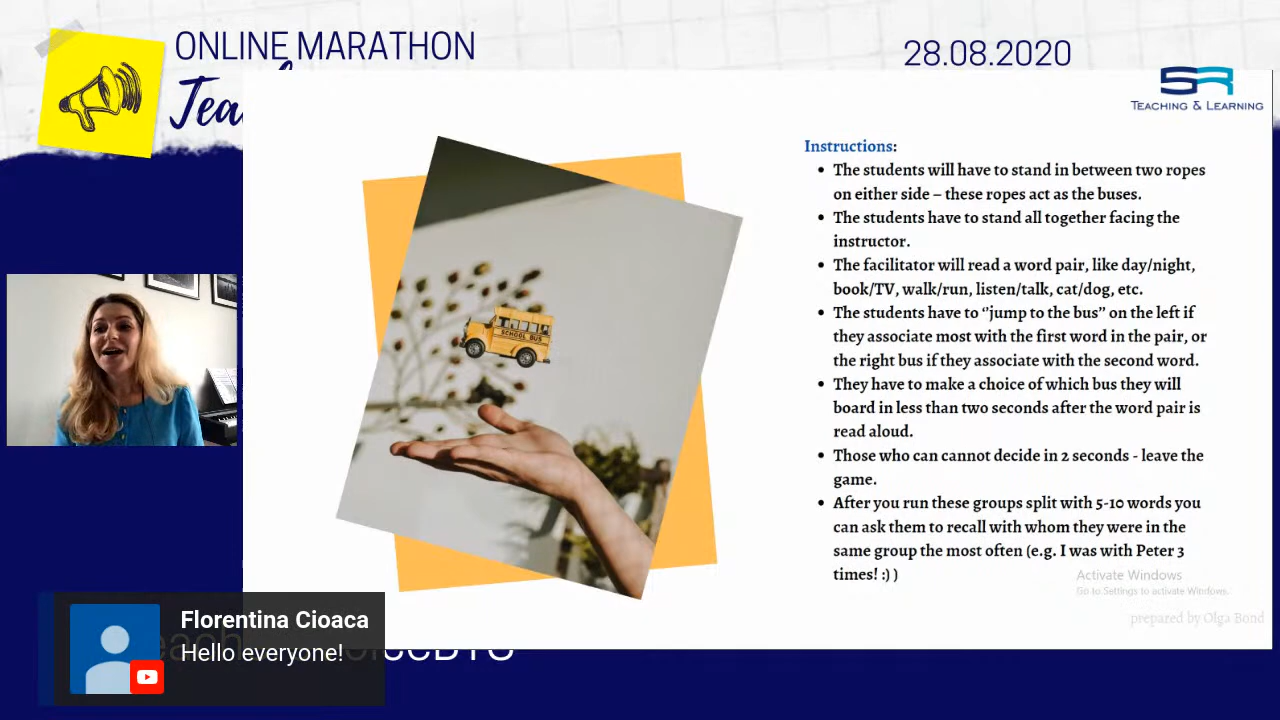 ONLINE MARATHON
28.08.2020
Tea
SR
TEACHING & LEARNING
Instructions:
• The students will have to stand in between two ropes
on either side – these ropes act as the buses.
• The students have to stand all together facing the
instructor.
• The facilitator will read a word pair, like day/night,
book/TV, walk/run, listen/talk, cat/dog, etc.
• The students have to ‘’jump to the bus” on the left if
they associate most with the first word in the pair, or
the right bus if they associate with the second word.
• They have to make a choice of which bus they will
board in less than two seconds after the word pair is
read aloud.
• Those who can cannot decide in 2 seconds - leave the
game.
• After you run these groups split with 5-10 words you
can ask them to recall with whom they were in the
same group the most often (e.g. I was with Peter 3
times! :) )
SCHOOL BUS
Activate Windows
Go to Settings to activate Windows.
prepared by Olga Bond
Florentina Cioaca
Hello everyone!